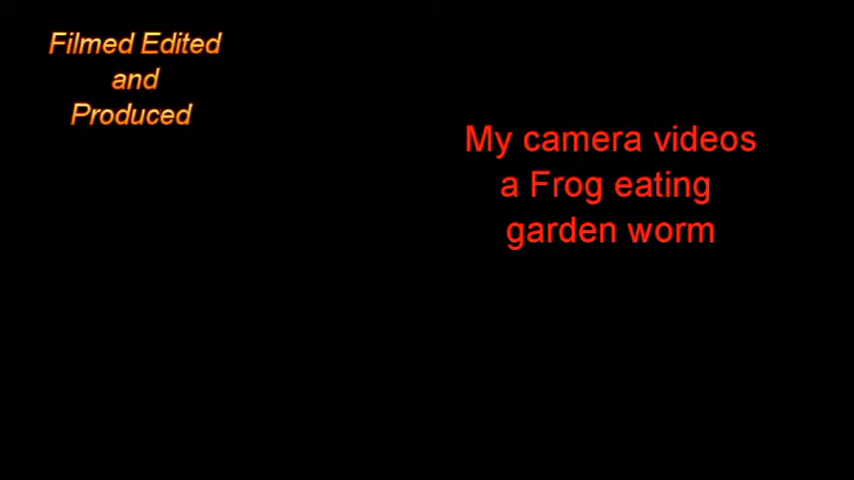 Filmed Edited
and
Produced
My camera videos
a Frog eating
garden worm